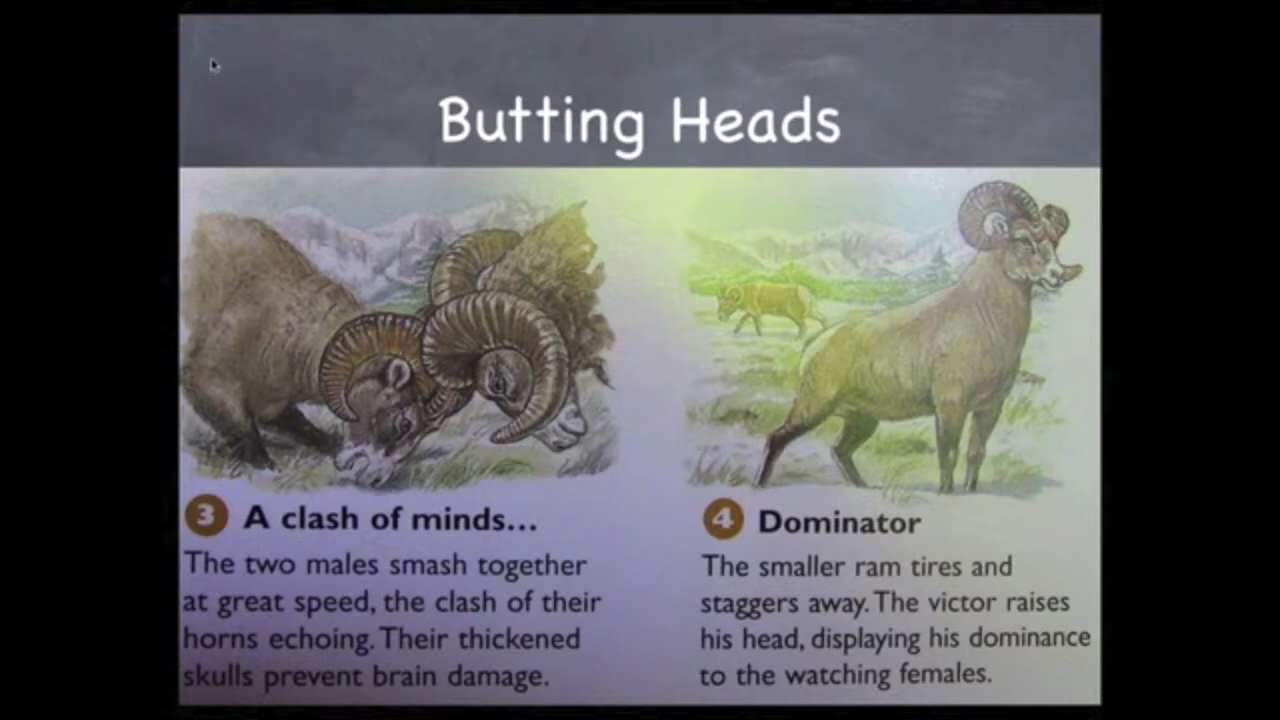 Butting Heads
3 A clash of minds...
The two males smash together
at great speed, the clash of their
horns echoing. Their thickened
skulls prevent brain damage.
4 Dominator
The smaller ram tires and
staggers away. The victor raises
his head, displaying his dominance
to the watching females.